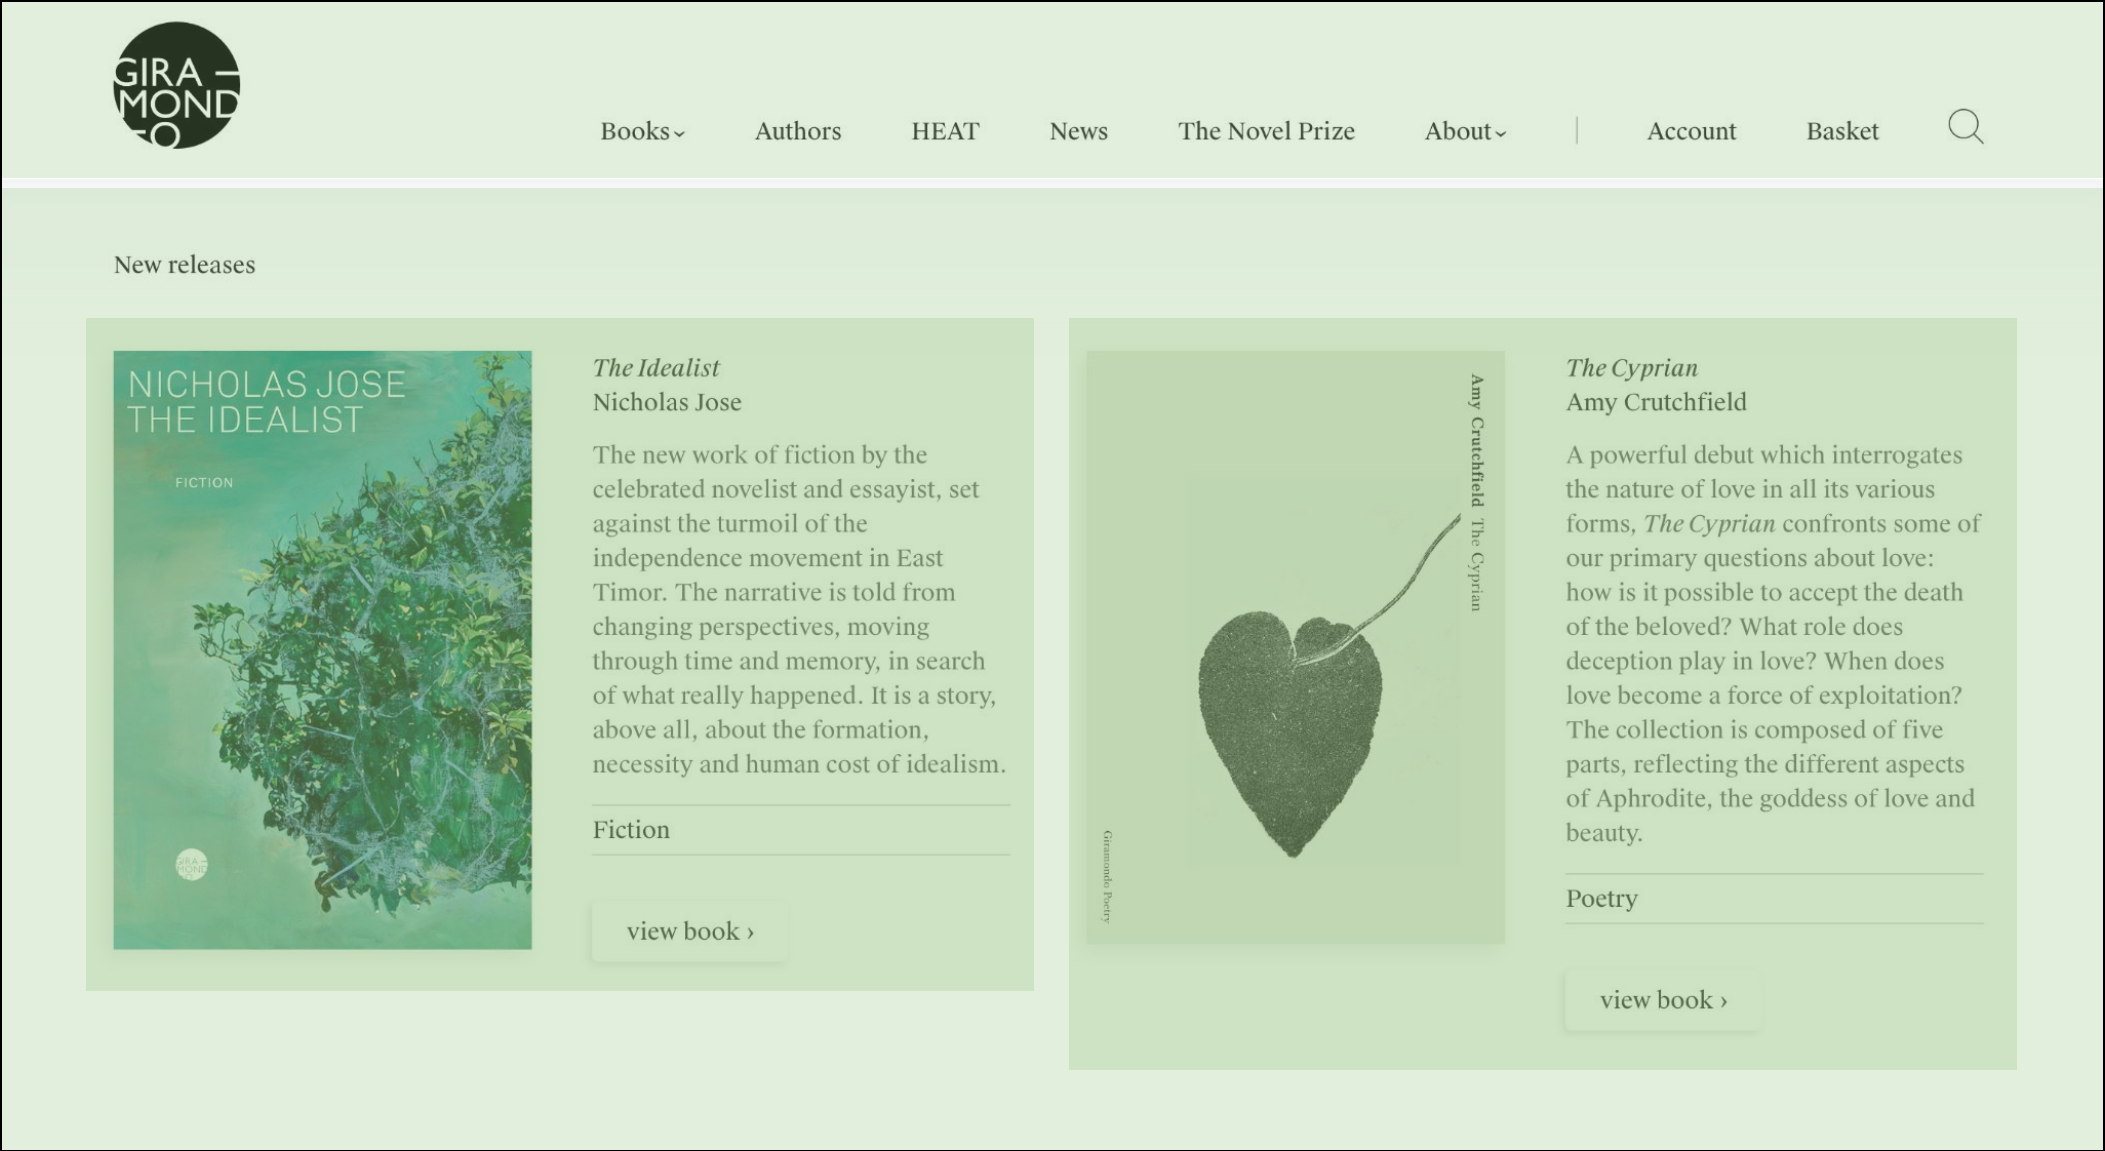 GIRA –
MOND
–O
Books
Authors
HEAT
News
The Novel Prize
About
Account
Basket
New releases
NICHOLAS JOSE
THE IDEALIST
FICTION
GIRA –
MOND
–O
The Idealist
Nicholas Jose
The new work of fiction by the
celebrated novelist and essayist, set
against the turmoil of the
independence movement in East
Timor. The narrative is told from
changing perspectives, moving
through time and memory, in search
of what really happened. It is a story,
above all, about the formation,
necessity and human cost of idealism.
Fiction
view book ›
Amy Crutchfield The Cyprian
Giramondo Poetry
The Cyprian
Amy Crutchfield
A powerful debut which interrogates
the nature of love in all its various
forms, The Cyprian confronts some of
our primary questions about love:
how is it possible to accept the death
of the beloved? What role does
deception play in love? When does
love become a force of exploitation?
The collection is composed of five
parts, reflecting the different aspects
of Aphrodite, the goddess of love and
beauty.
Poetry
view book ›